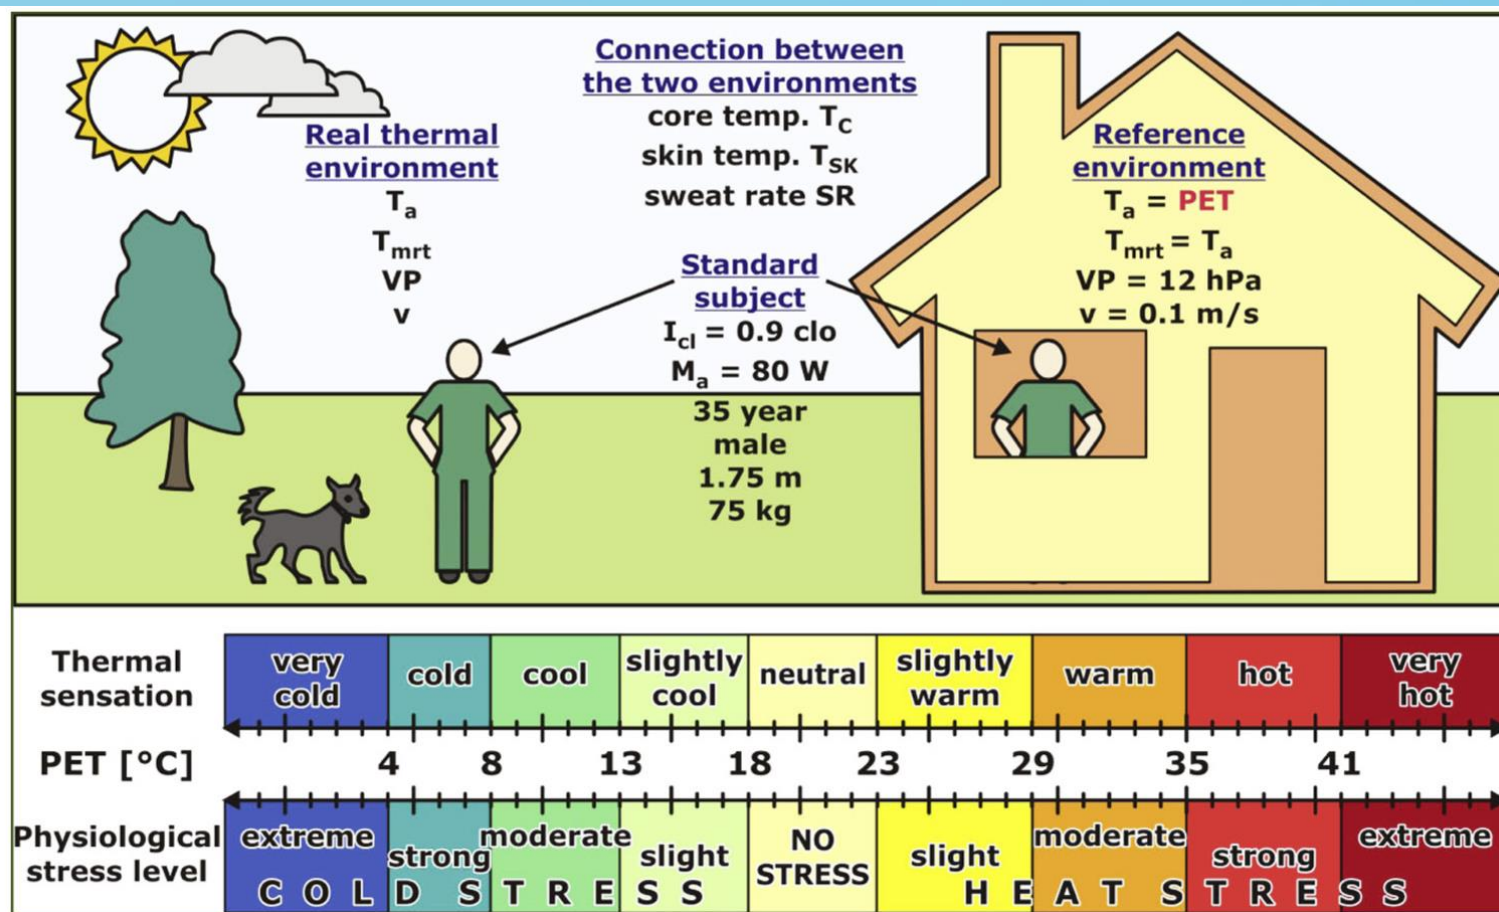 Connection between
the two environments
core temp. T_C
skin temp. T_SK
sweat rate SR
Real thermal
environment
T_a
T_mrt
VP
v
Standard
subject
I_cl = 0.9 clo
M_a = 80 W
35 year
male
1.75 m
75 kg
Reference
environment
T_a = PET
T_mrt = T_a
VP = 12 hPa
v = 0.1 m/s
Thermal
sensation
very
cold
cold
cool
slightly
cool
neutral
slightly
warm
warm
hot
very
hot
PET [°C]
4 8 13 18 23 29 35 41
Physiological
stress level
extreme
strong
moderate
slight
NO
STRESS
slight
moderate
strong
extreme
COLD STRESS
HEAT STRESS